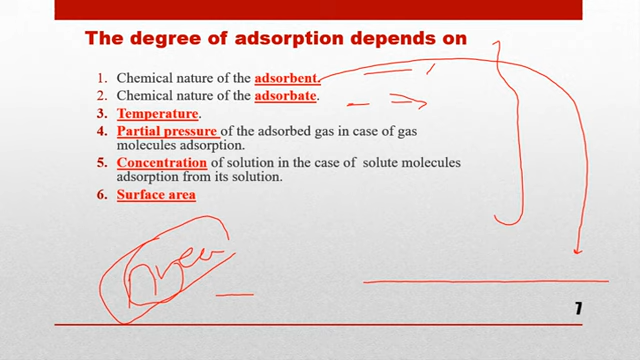 The degree of adsorption depends on
1. Chemical nature of the adsorbent.
2. Chemical nature of the adsorbate.
3. Temperature.
4. Partial pressure of the adsorbed gas in case of gas
molecules adsorption.
5. Concentration of solution in the case of solute molecules
adsorption from its solution.
6. Surface area
7